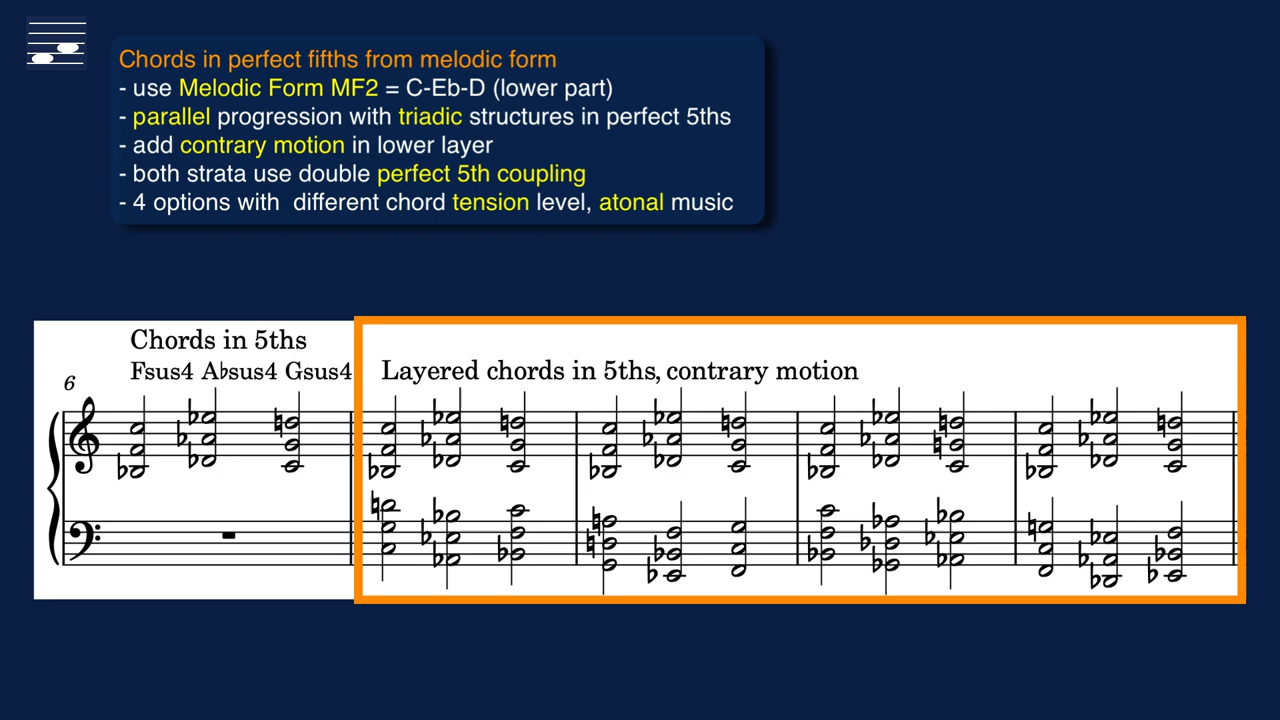 Chords in perfect fifths from melodic form
- use Melodic Form MF2 = C-Eb-D (lower part)
- parallel progression with triadic structures in perfect 5ths
- add contrary motion in lower layer
- both strata use double perfect 5th coupling
- 4 options with  different chord tension level, atonal music
Chords in 5ths
Fsus4 A♭sus4 Gsus4
Layered chords in 5ths, contrary motion
6